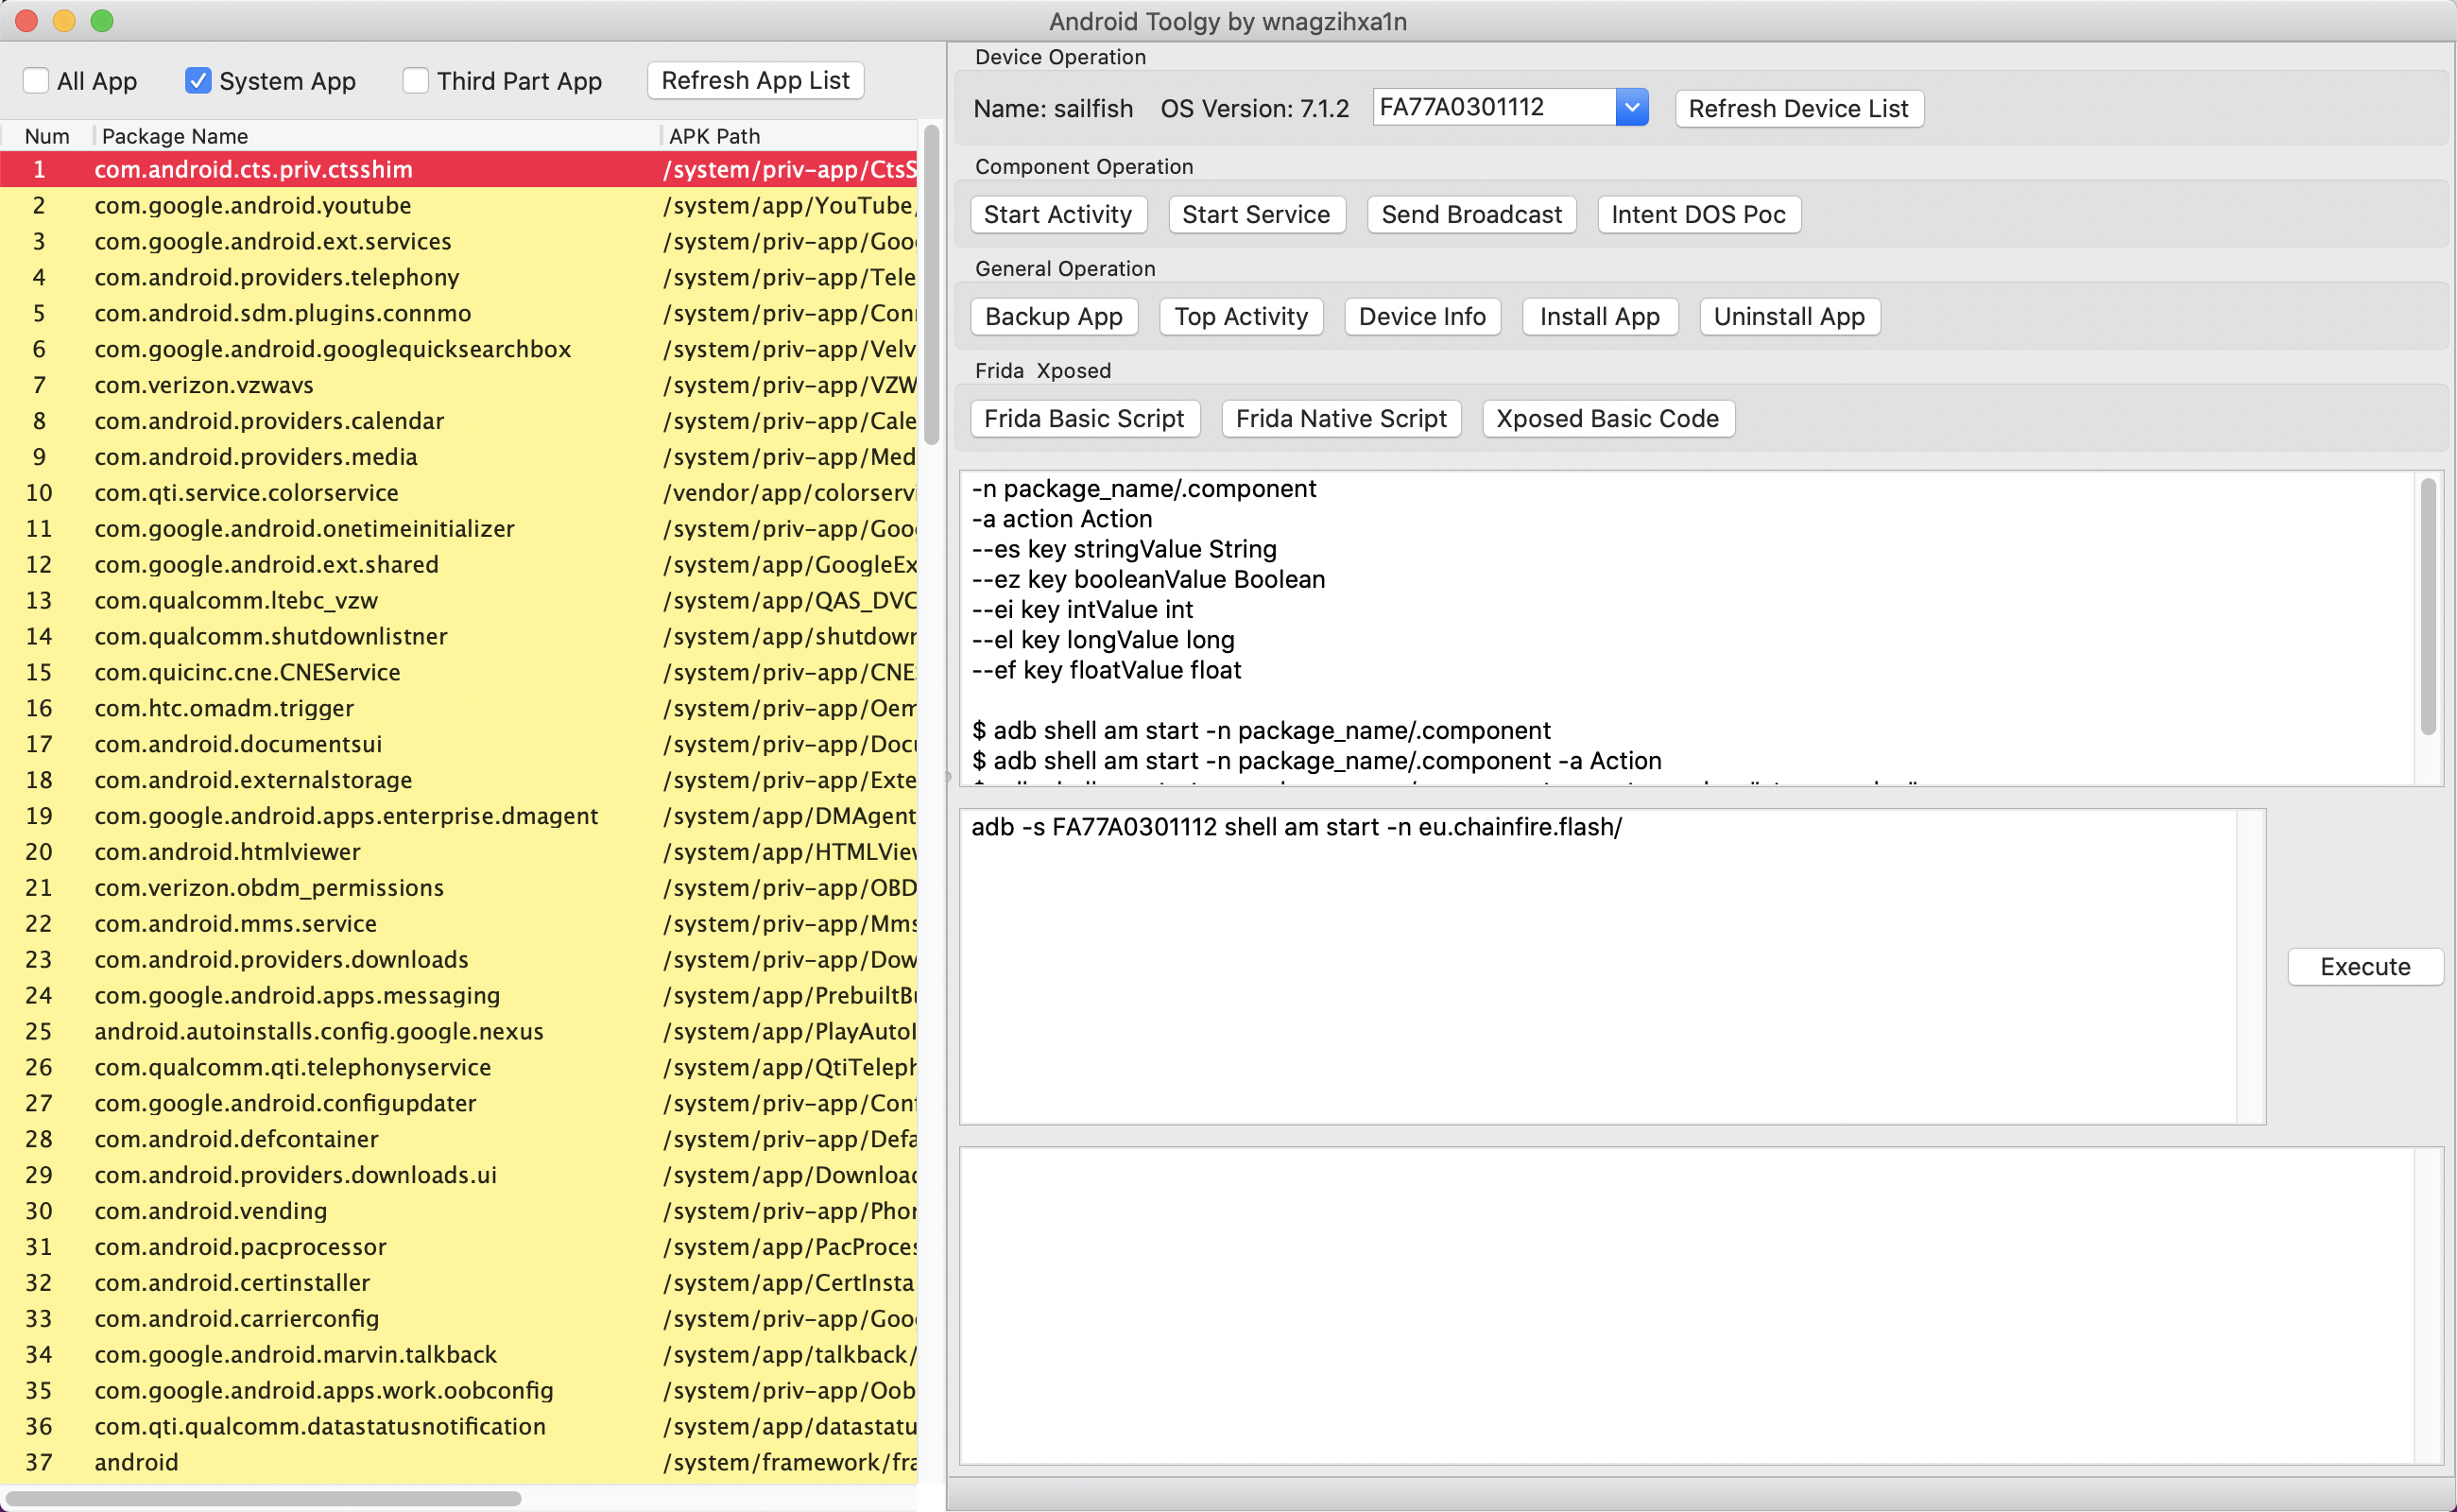 Android Toolgy by wnagzihxa1n
All App System App Third Part App Refresh App List
Num Package Name APK Path
1 com.android.cts.priv.ctsshim /system/priv-app/CtsS
2 com.google.android.youtube /system/app/YouTube/
3 com.google.android.ext.services /system/priv-app/Goo
4 com.android.providers.telephony /system/priv-app/Tele
5 com.android.sdm.plugins.connmo /system/priv-app/Con
6 com.google.android.googlequicksearchbox /system/priv-app/Velv
7 com.verizon.vzwavs /system/priv-app/VZW
8 com.android.providers.calendar /system/priv-app/Cale
9 com.android.providers.media /system/priv-app/Med
10 com.qti.service.colorservice /vendor/app/colorservi
11 com.google.android.onetimeinitializer /system/priv-app/Goo
12 com.google.android.ext.shared /system/app/GoogleEx
13 com.qualcomm.ltebc_vzw /system/app/QAS_DVC
14 com.qualcomm.shutdownlistner /system/app/shutdown
15 com.quicinc.cne.CNEService /system/priv-app/CNE
16 com.htc.omadm.trigger /system/priv-app/Oem
17 com.android.documentsui /system/priv-app/Docu
18 com.android.externalstorage /system/priv-app/Exte
19 com.google.android.apps.enterprise.dmagent /system/app/DMAgent
20 com.android.htmlviewer /system/app/HTMLView
21 com.verizon.obdm_permissions /system/priv-app/OBD
22 com.android.mms.service /system/priv-app/Mms
23 com.android.providers.downloads /system/priv-app/Dow
24 com.google.android.apps.messaging /system/app/PrebuiltBu
25 android.autoinstalls.config.google.nexus /system/app/PlayAutoI
26 com.qualcomm.qti.telephonyservice /system/app/QtiTeleph
27 com.google.android.configupdater /system/priv-app/Conf
28 com.android.defcontainer /system/priv-app/Defa
29 com.android.providers.downloads.ui /system/app/Download
30 com.android.vending /system/priv-app/Phon
31 com.android.pacprocessor /system/app/PacProces
32 com.android.certinstaller /system/app/CertInsta
33 com.android.carrierconfig /system/priv-app/Goo
34 com.google.android.marvin.talkback /system/app/talkback/
35 com.google.android.apps.work.oobconfig /system/priv-app/Oob
36 com.qti.qualcomm.datastatusnotification /system/app/datastatu
37 android /system/framework/fra
Device Operation
Name: sailfish OS Version: 7.1.2 FA77A0301112 Refresh Device List
Component Operation
Start Activity Start Service Send Broadcast Intent DOS Poc
General Operation
Backup App Top Activity Device Info Install App Uninstall App
Frida Xposed
Frida Basic Script Frida Native Script Xposed Basic Code
-n package_name/.component
-a action Action
--es key stringValue String
--ez key booleanValue Boolean
--ei key intValue int
--el key longValue long
--ef key floatValue float
$ adb shell am start -n package_name/.component
$ adb shell am start -n package_name/.component -a Action
adb -s FA77A0301112 shell am start -n eu.chainfire.flash/
Execute